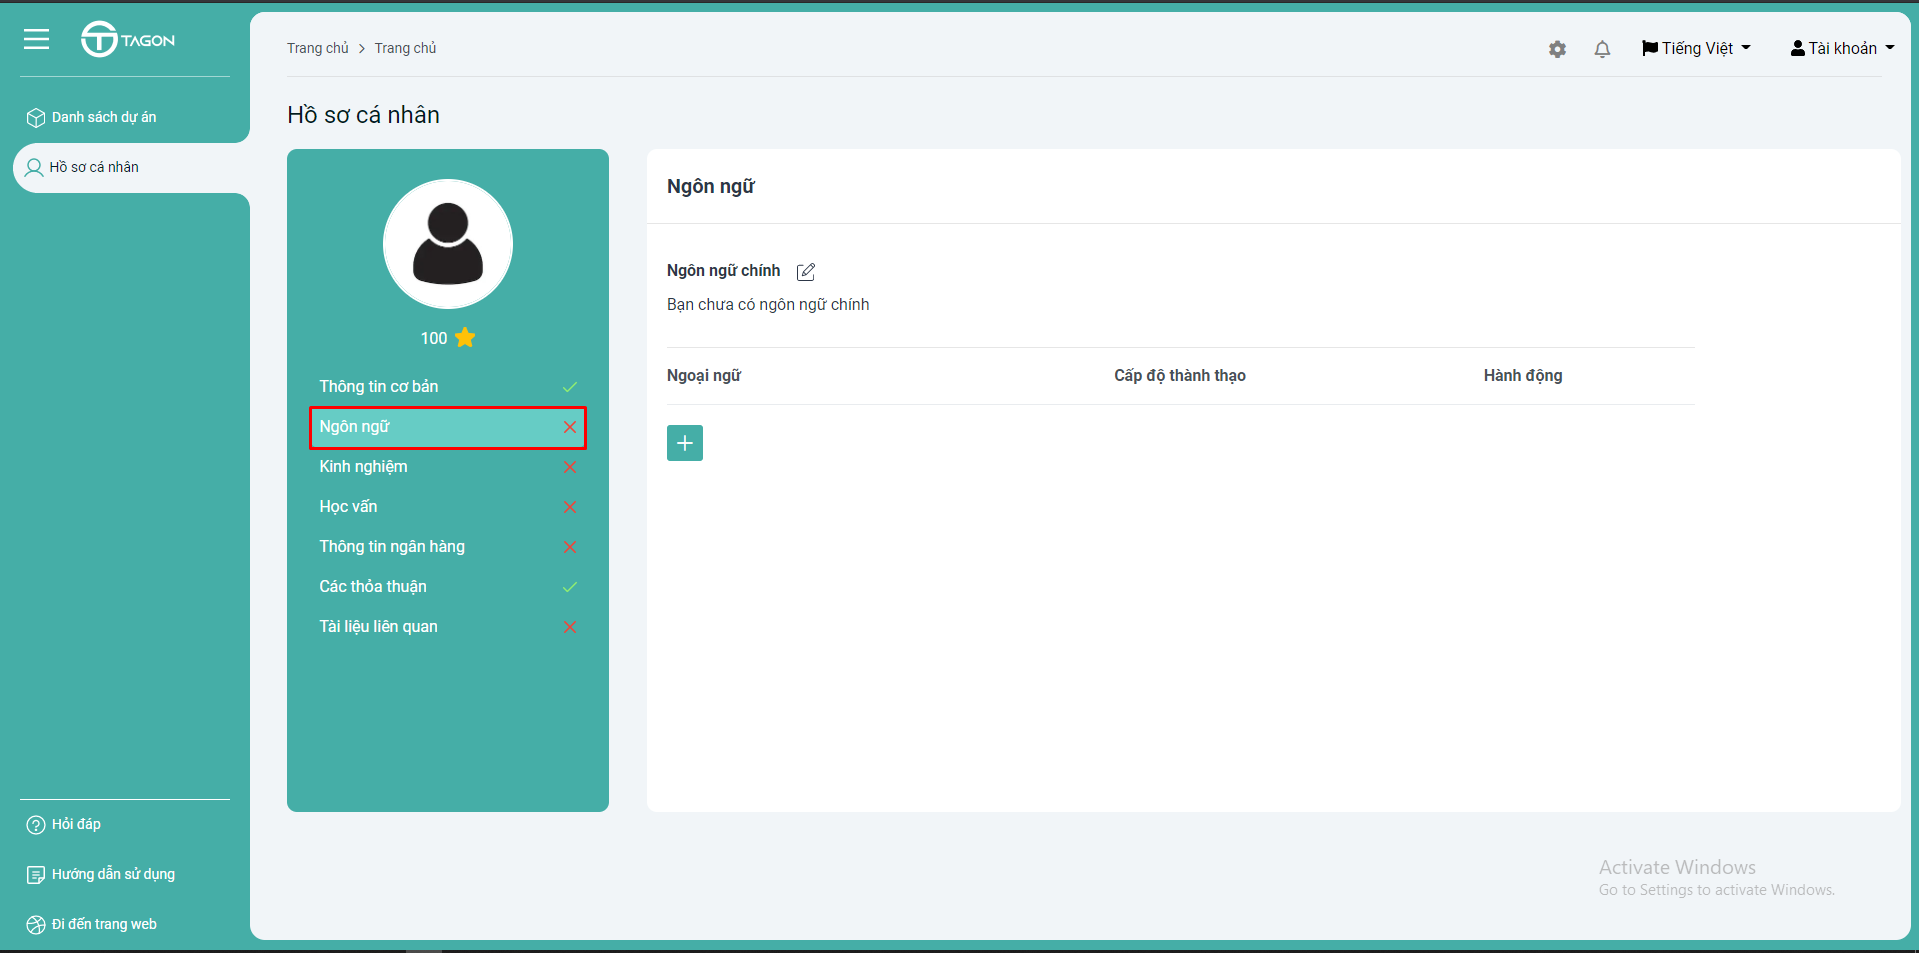 TAGON
Trang chủ > Trang chủ
Tiếng Việt
Tài khoản
Danh sách dự án
Hồ sơ cá nhân
Hồ sơ cá nhân
100
Thông tin cơ bản
Ngôn ngữ
Kinh nghiệm
Học vấn
Thông tin ngân hàng
Các thỏa thuận
Tài liệu liên quan
Ngôn ngữ
Ngôn ngữ chính
Bạn chưa có ngôn ngữ chính
Ngoại ngữ Cấp độ thành thạo Hành động
Hỏi đáp
Hướng dẫn sử dụng
Đi đến trang web
Activate Windows
Go to Settings to activate Windows.